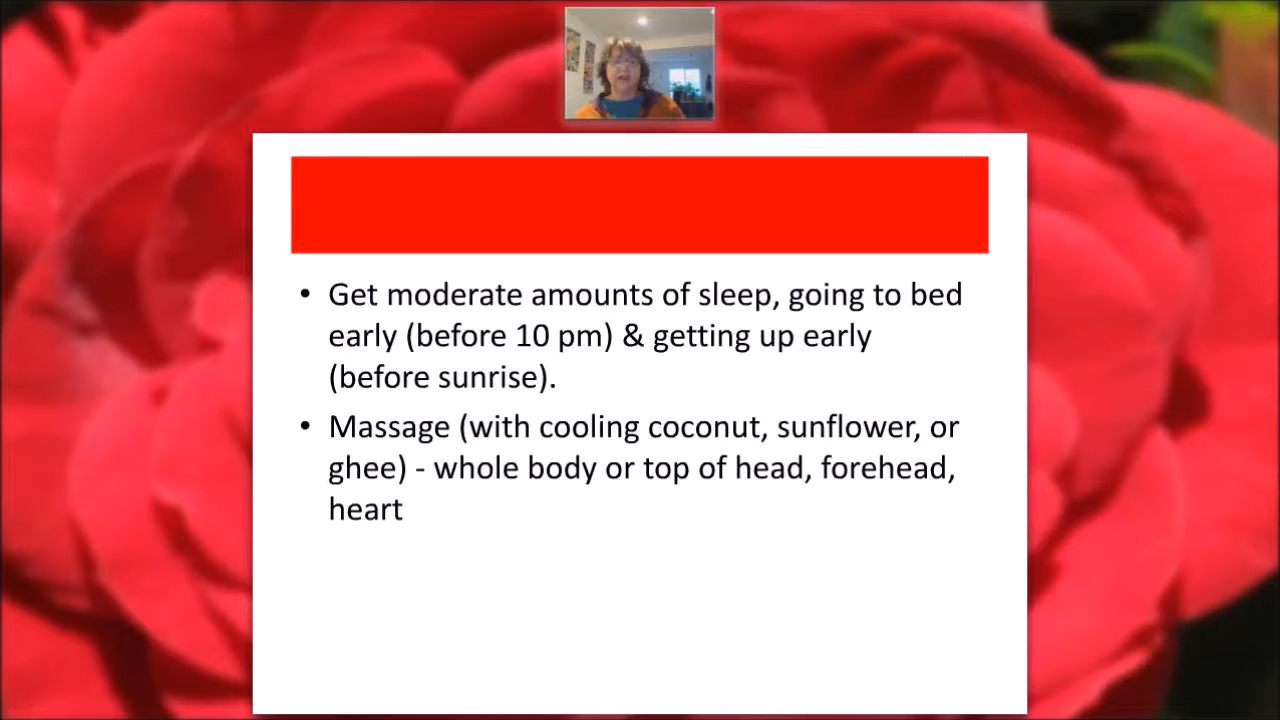 • Get moderate amounts of sleep, going to bed
early (before 10 pm) & getting up early
(before sunrise).
• Massage (with cooling coconut, sunflower, or
ghee) - whole body or top of head, forehead,
heart